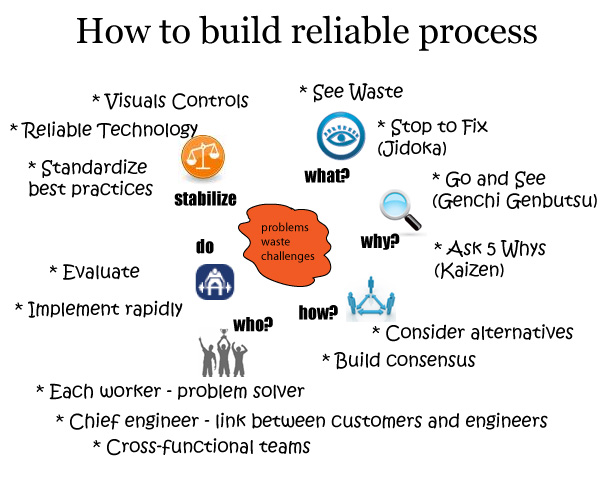 How to build reliable process
* Visuals Controls
* Reliable Technology
* Standardize
best practices
stabilize
* See Waste
* Stop to Fix
(Jidoka)
what?
* Go and See
(Genchi Genbutsu)
why?
* Ask 5 Whys
(Kaizen)
problems
waste
challenges
do
* Evaluate
* Implement rapidly
how?
* Consider alternatives
* Build consensus
who?
* Each worker - problem solver
* Chief engineer - link between customers and engineers
* Cross-functional teams